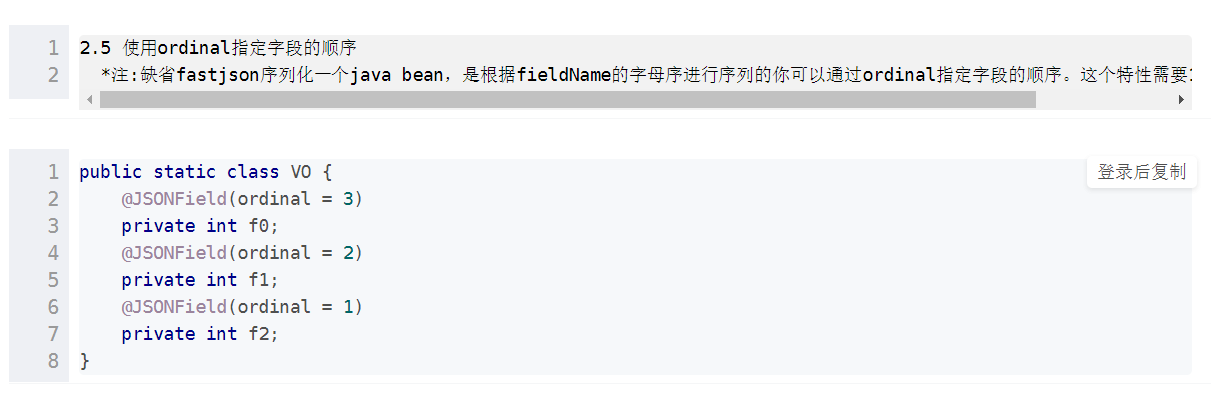 1 2.5 使用ordinal指定字段的顺序
2 *注:缺省fastjson序列化一个java bean，是根据fieldName的字母序进行序列的你可以通过ordinal指定字段的顺序。这个特性需要
1 public static class VO {
登录后复制
2 @JSONField(ordinal = 3)
3 private int f0;
4 @JSONField(ordinal = 2)
5 private int f1;
6 @JSONField(ordinal = 1)
7 private int f2;
8 }